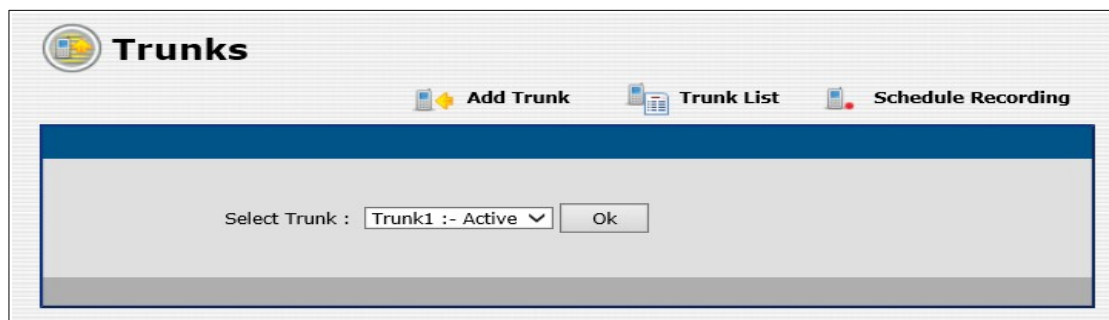 Trunks
Add Trunk Trunk List Schedule Recording
Select Trunk : Trunk1 :- Active Ok